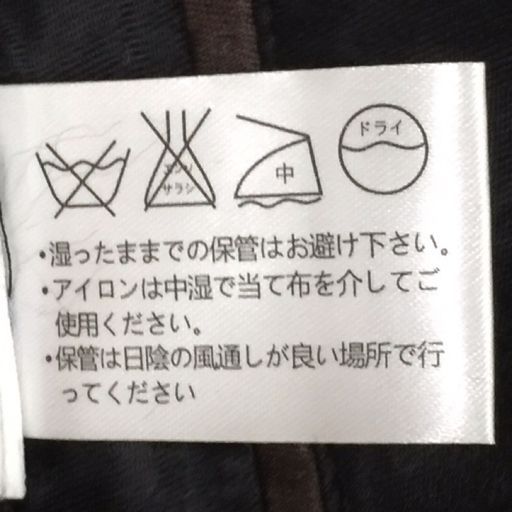 エンソ
サラシ
中
ドライ
・湿ったままでの保管はお避け下さい。
・アイロンは中湿で当て布を介してご
使用ください。
・保管は日陰の風通しが良い場所で行
ってください